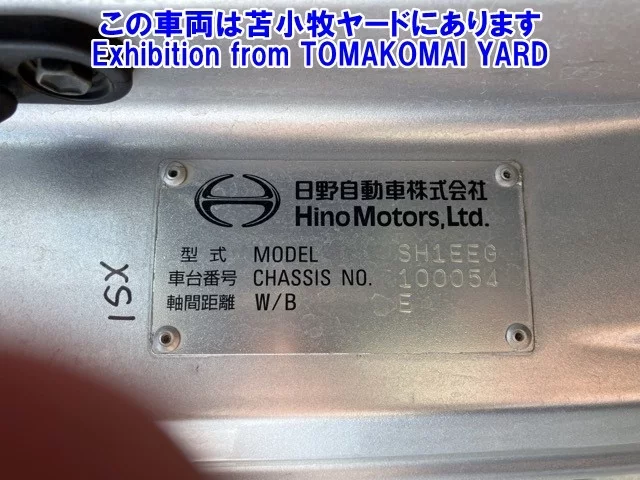 この車両は苫小牧ヤードにあります
Exhibition from TOMAKOMAI YARD
日野自動車株式会社
Hino Motors, Ltd.
型式 MODEL SH1EEG
車台番号 CHASSIS NO. 100054
軸間距離 W/B E
ISX